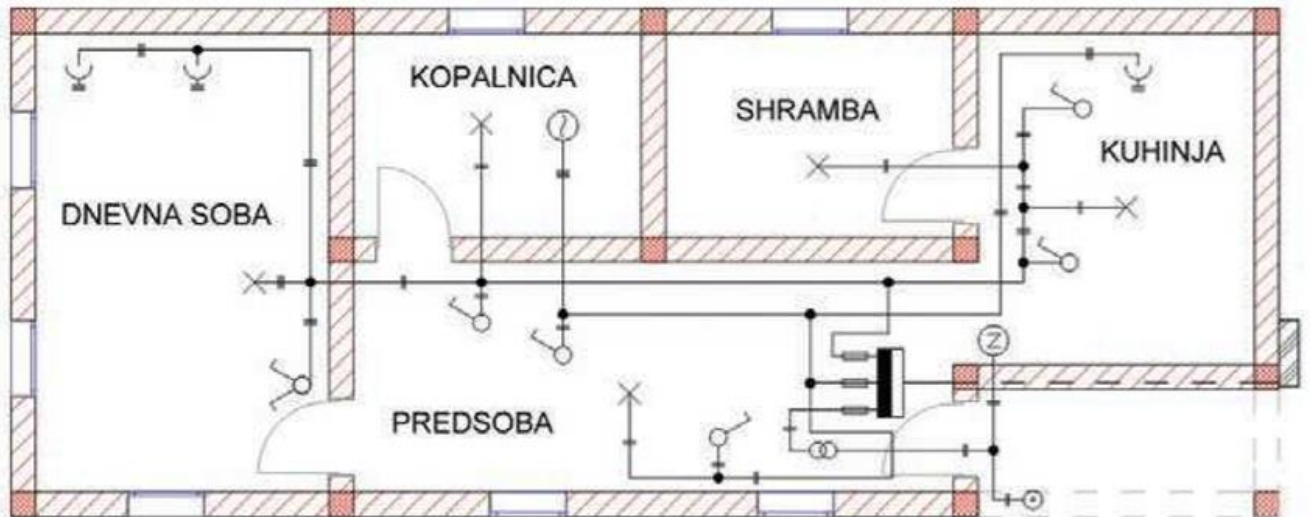 KOPALNICA
SHRAMBA
KUHINJA
DNEVNA SOBA
Z
PREDSOBA